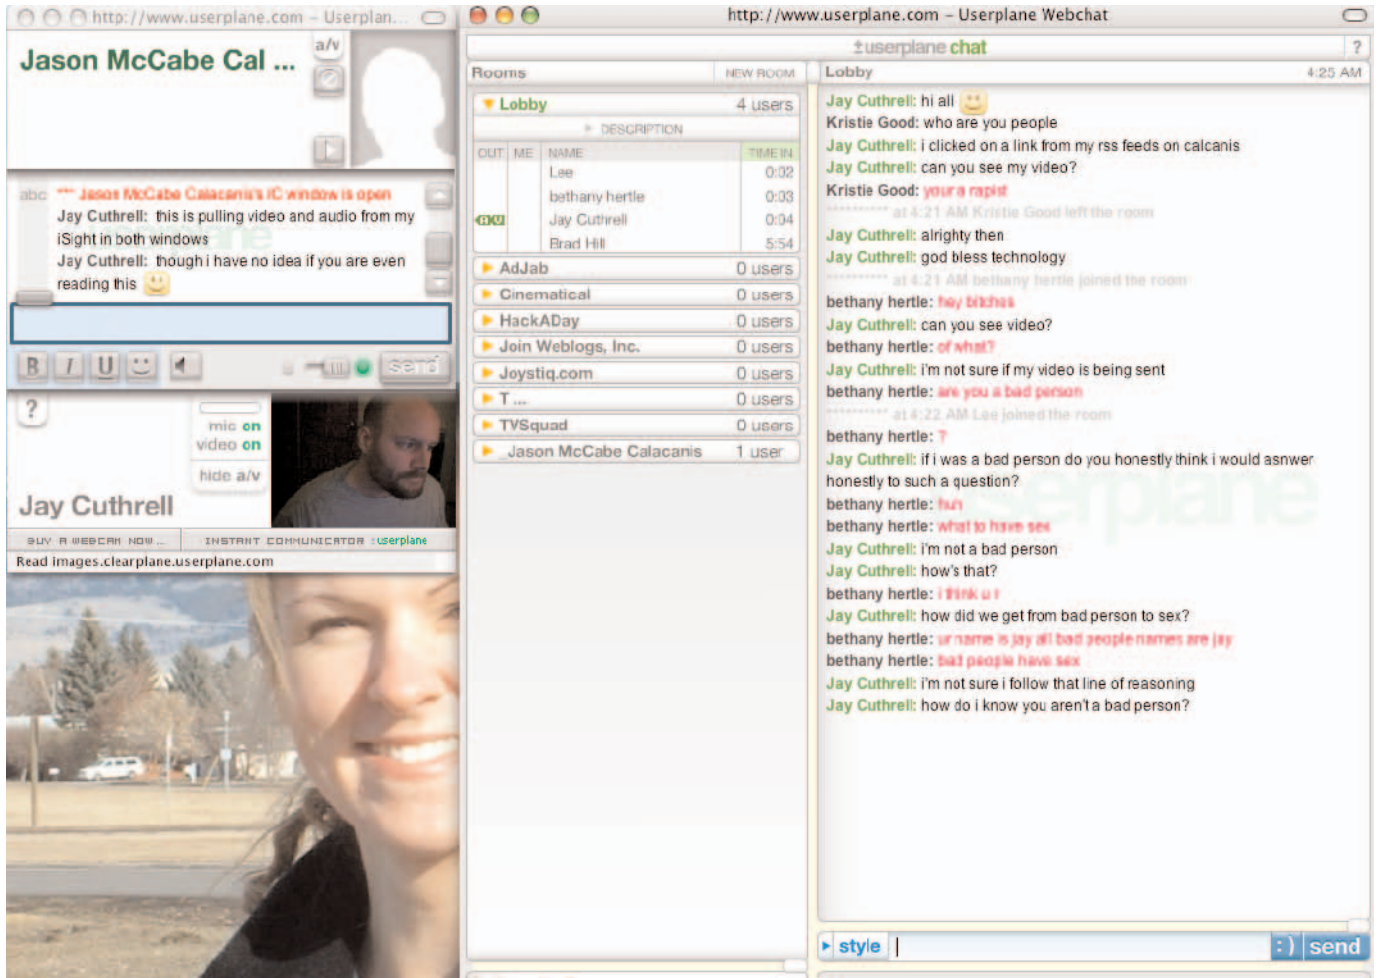 http://www.userplane.com – Userplan...
Jason McCabe Cal ...
a/v
abc
*** Jason McCabe Calacanis's IC window is open
Jay Cuthrell: this is pulling video and audio from my
iSight in both windows
Jay Cuthrell: though i have no idea if you are even
reading this
userplane
B I U
send
?
mic on
video on
hide a/v
Jay Cuthrell
BUY A WEBCAM NOW...
INSTANT COMMUNICATOR :userplane
Read images.clearplane.userplane.com
http://www.userplane.com – Userplane Webchat
±userplane chat
?
Rooms
NEW ROOM
Lobby 4 users
DESCRIPTION
OUT ME NAME TIME IN
Lee 0:02
bethany hertle 0:03
Jay Cuthrell 0:04
Brad Hill 5:54
AdJab 0 users
Cinematical 0 users
HackADay 0 users
Join Weblogs, Inc. 0 users
Joystiq.com 0 users
T ... 0 users
TVSquad 0 users
_Jason McCabe Calacanis 1 user
Lobby
4:25 AM
Jay Cuthrell: hi all
Kristie Good: who are you people
Jay Cuthrell: i clicked on a link from my rss feeds on calcanis
Jay Cuthrell: can you see my video?
Kristie Good: your a rapist
********** at 4:21 AM Kristie Good left the room
Jay Cuthrell: alrighty then
Jay Cuthrell: god bless technology
********** at 4:21 AM bethany hertle joined the room
bethany hertle: hey bitches
Jay Cuthrell: can you see video?
bethany hertle: of what?
Jay Cuthrell: i'm not sure if my video is being sent
bethany hertle: are you a bad person
********** at 4:22 AM Lee joined the room
bethany hertle: ?
Jay Cuthrell: if i was a bad person do you honestly think i would asnwer
honestly to such a question?
bethany hertle: huh
bethany hertle: what to have sex
Jay Cuthrell: i'm not a bad person
Jay Cuthrell: how's that?
bethany hertle: i think u r
Jay Cuthrell: how did we get from bad person to sex?
bethany hertle: ur name is jay all bad people names are jay
bethany hertle: bad people have sex
Jay Cuthrell: i'm not sure i follow that line of reasoning
Jay Cuthrell: how do i know you aren't a bad person?
userplane
style
:) send